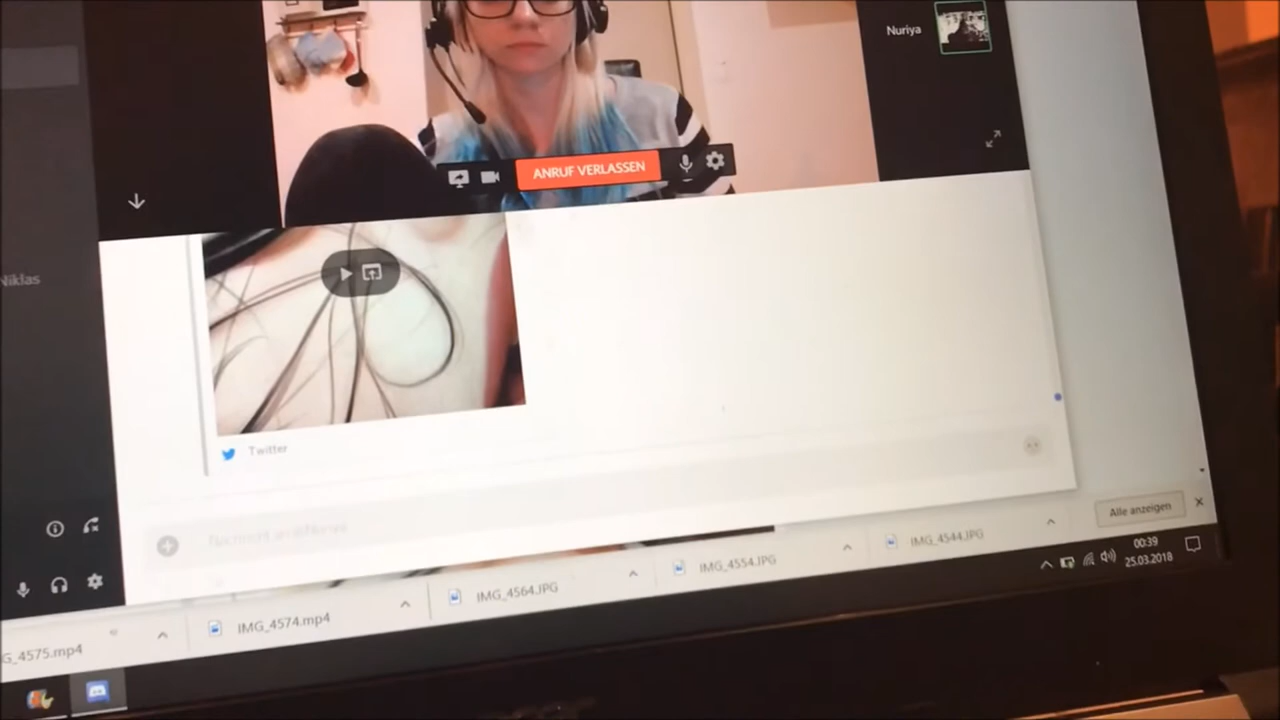 Nuriya
ANRUF VERLASSEN
Niklas
Twitter
Alle anzeigen
G_4575.mp4
IMG_4574.mp4
IMG_4564.JPG
IMG_4554.JPG
IMG_4544.JPG
00:39
25.03.2018